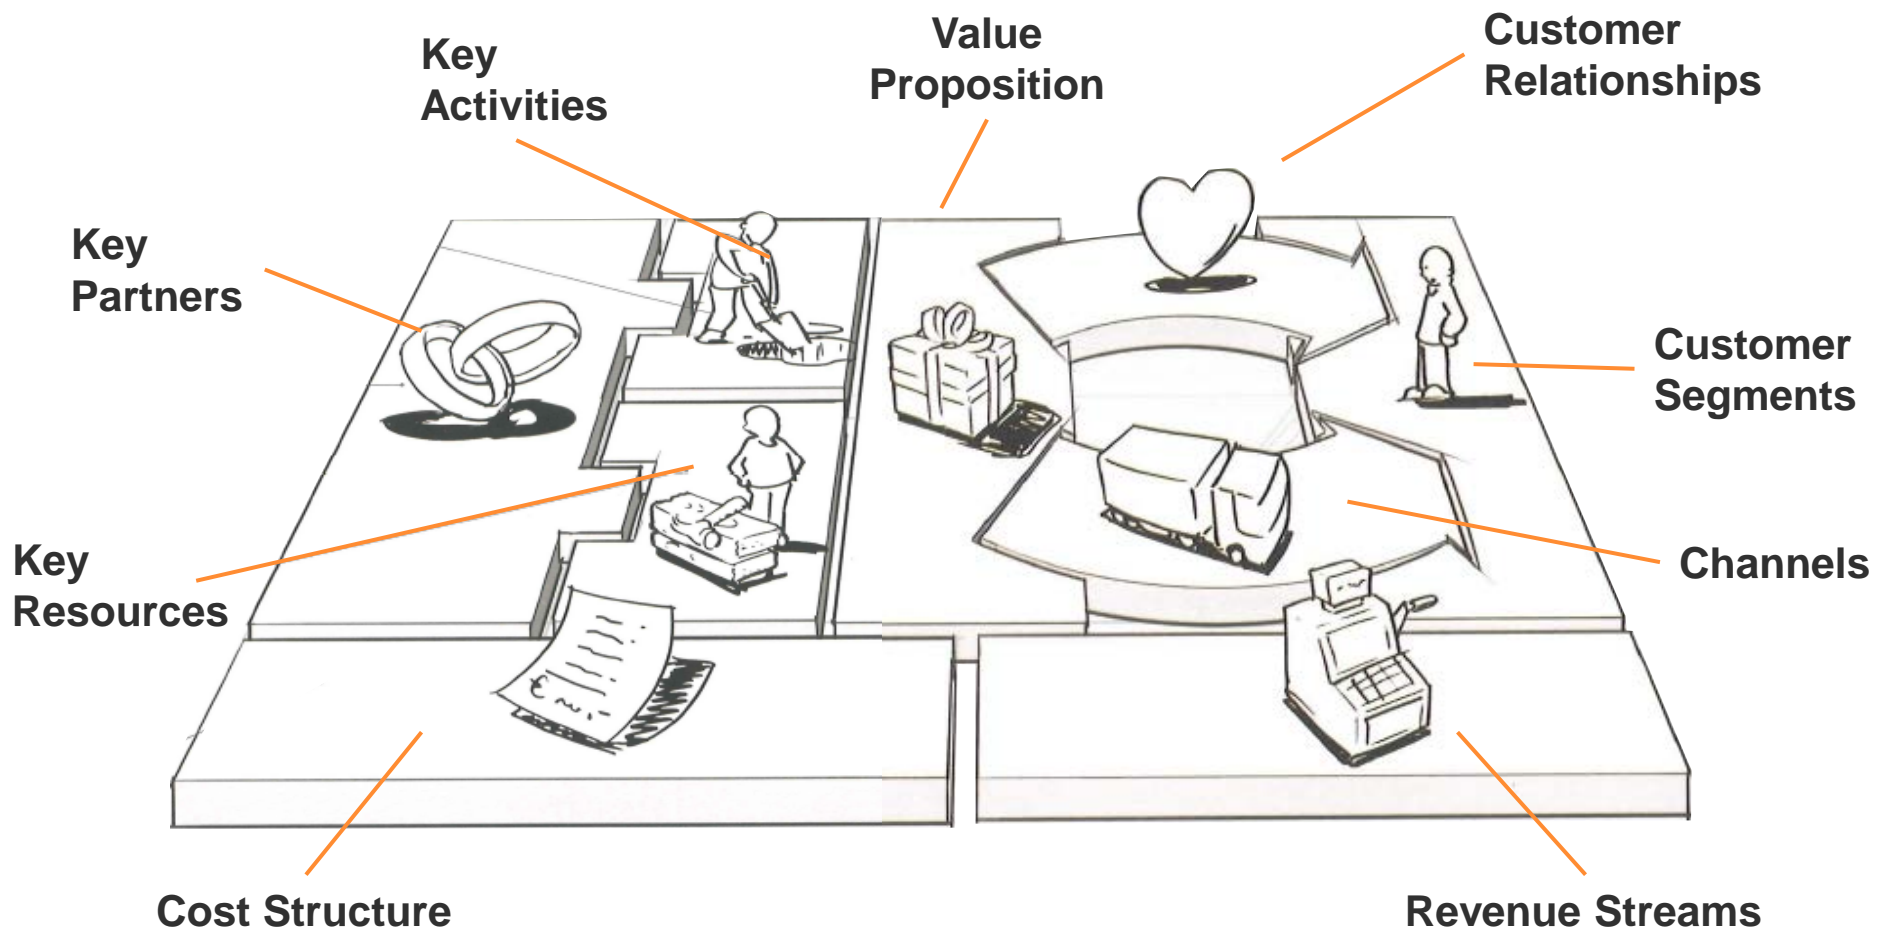 Key
Activities
Value
Proposition
Customer
Relationships
Key
Partners
Customer
Segments
Key
Resources
Channels
€
Cost Structure
Revenue Streams